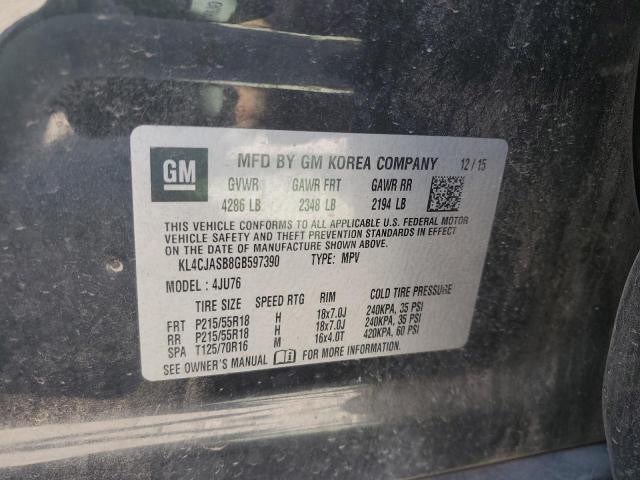 GM
MFD BY GM KOREA COMPANY 12/15
GVWR GAWR FRT GAWR RR
4286 LB 2348 LB 2194 LB
THIS VEHICLE CONFORMS TO ALL APPLICABLE U.S. FEDERAL MOTOR
VEHICLE SAFETY AND THEFT PREVENTION STANDARDS IN EFFECT
ON THE DATE OF MANUFACTURE SHOWN ABOVE.
KL4CJASB8GB597390 TYPE: MPV
MODEL : 4JU76
TIRE SIZE SPEED RTG RIM COLD TIRE PRESSURE
FRT P215/55R18 H 18x7.0J 240KPA, 35 PSI
RR P215/55R18 H 18x7.0J 240KPA, 35 PSI
SPA T125/70R16 M 16x4.0T 420KPA, 60 PSI
SEE OWNER'S MANUAL FOR MORE INFORMATION.